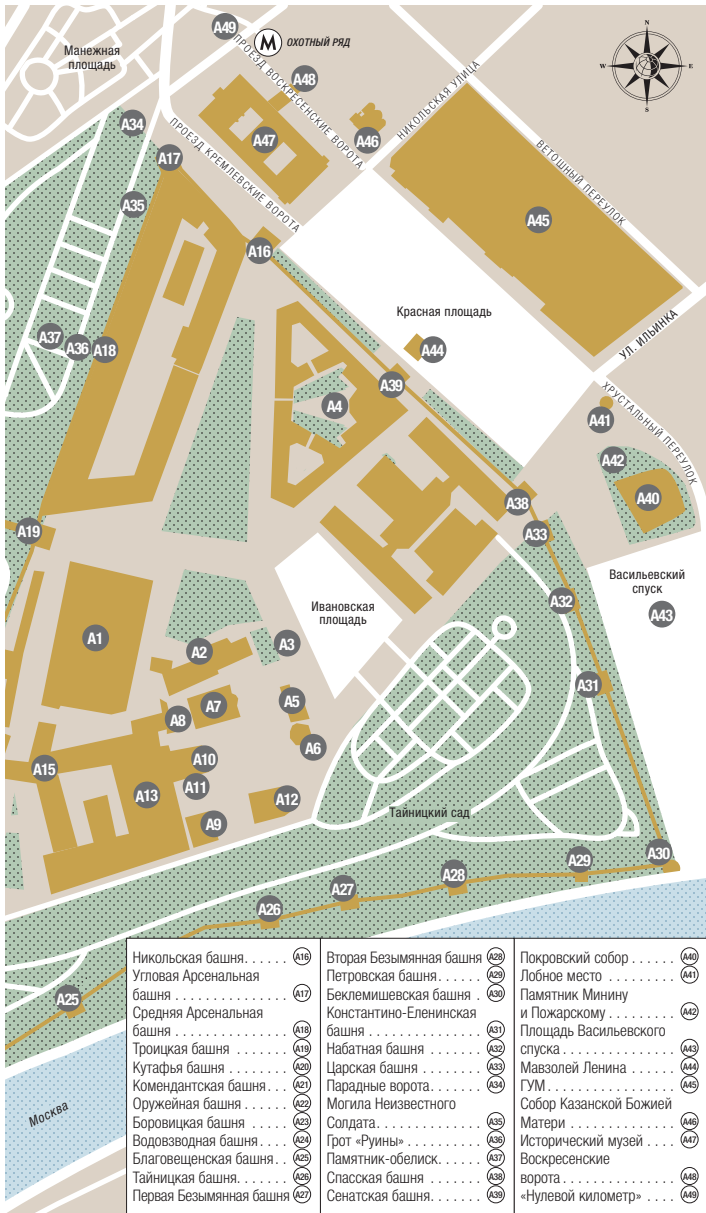 A49
М ОХОТНЫЙ РЯД
Манежная
площадь
N
W E
S
ПРОЕЗД ВОСКРЕСЕНСКИЕ ВОРОТА
A48
НИКОЛЬСКАЯ УЛИЦА
A34
A47
A46
ПРОЕЗД КРЕМЛЕВСКИЕ ВОРОТА
A17
ВЕТОШНЫЙ ПЕРЕУЛОК
A35
A45
A16
Красная площадь
A37
A36
A18
A44
УЛ. ИЛЬИНКА
A39
A4
ХРУСТАЛЬНЫЙ ПЕРЕУЛОК
A41
A42
A40
A38
A19
A33
Васильевский
спуск
A43
A32
Ивановская
площадь
A1
A3
A2
A31
A5
A7
A8
A6
A10
A15
A11
A13
A12
A9
Тайницкий сад
A30
A29
A28
A27
A26
A25
Москва
Никольская башня. . . . . . A16
Угловая Арсенальная
башня . . . . . . . . . . . . . . . A17
Средняя Арсенальная
башня . . . . . . . . . . . . . . . A18
Троицкая башня . . . . . . . A19
Кутафья башня . . . . . . . . A20
Комендантская башня . . . A21
Оружейная башня . . . . . . A22
Боровицкая башня . . . . . A23
Водовзводная башня . . . . A24
Благовещенская башня . . A25
Тайницкая башня. . . . . . . A26
Первая Безымянная башня A27
Вторая Безымянная башня A28
Петровская башня. . . . . . A29
Беклемишевская башня . A30
Константино-Еленинская
башня . . . . . . . . . . . . . . . A31
Набатная башня . . . . . . . A32
Царская башня . . . . . . . . A33
Парадные ворота. . . . . . . A34
Могила Неизвестного
Солдата. . . . . . . . . . . . . . A35
Грот «Руины» . . . . . . . . . A36
Памятник-обелиск. . . . . . A37
Спасская башня . . . . . . . A38
Сенатская башня. . . . . . . A39
Покровский собор . . . . . . A40
Лобное место . . . . . . . . . A41
Памятник Минину
и Пожарскому . . . . . . . . . A42
Площадь Васильевского
спуска . . . . . . . . . . . . . . . A43
Мавзолей Ленина . . . . . . A44
ГУМ . . . . . . . . . . . . . . . . . A45
Собор Казанской Божией
Матери . . . . . . . . . . . . . . A46
Исторический музей . . . . A47
Воскресенские
ворота . . . . . . . . . . . . . . . A48
«Нулевой километр» . . . . A49